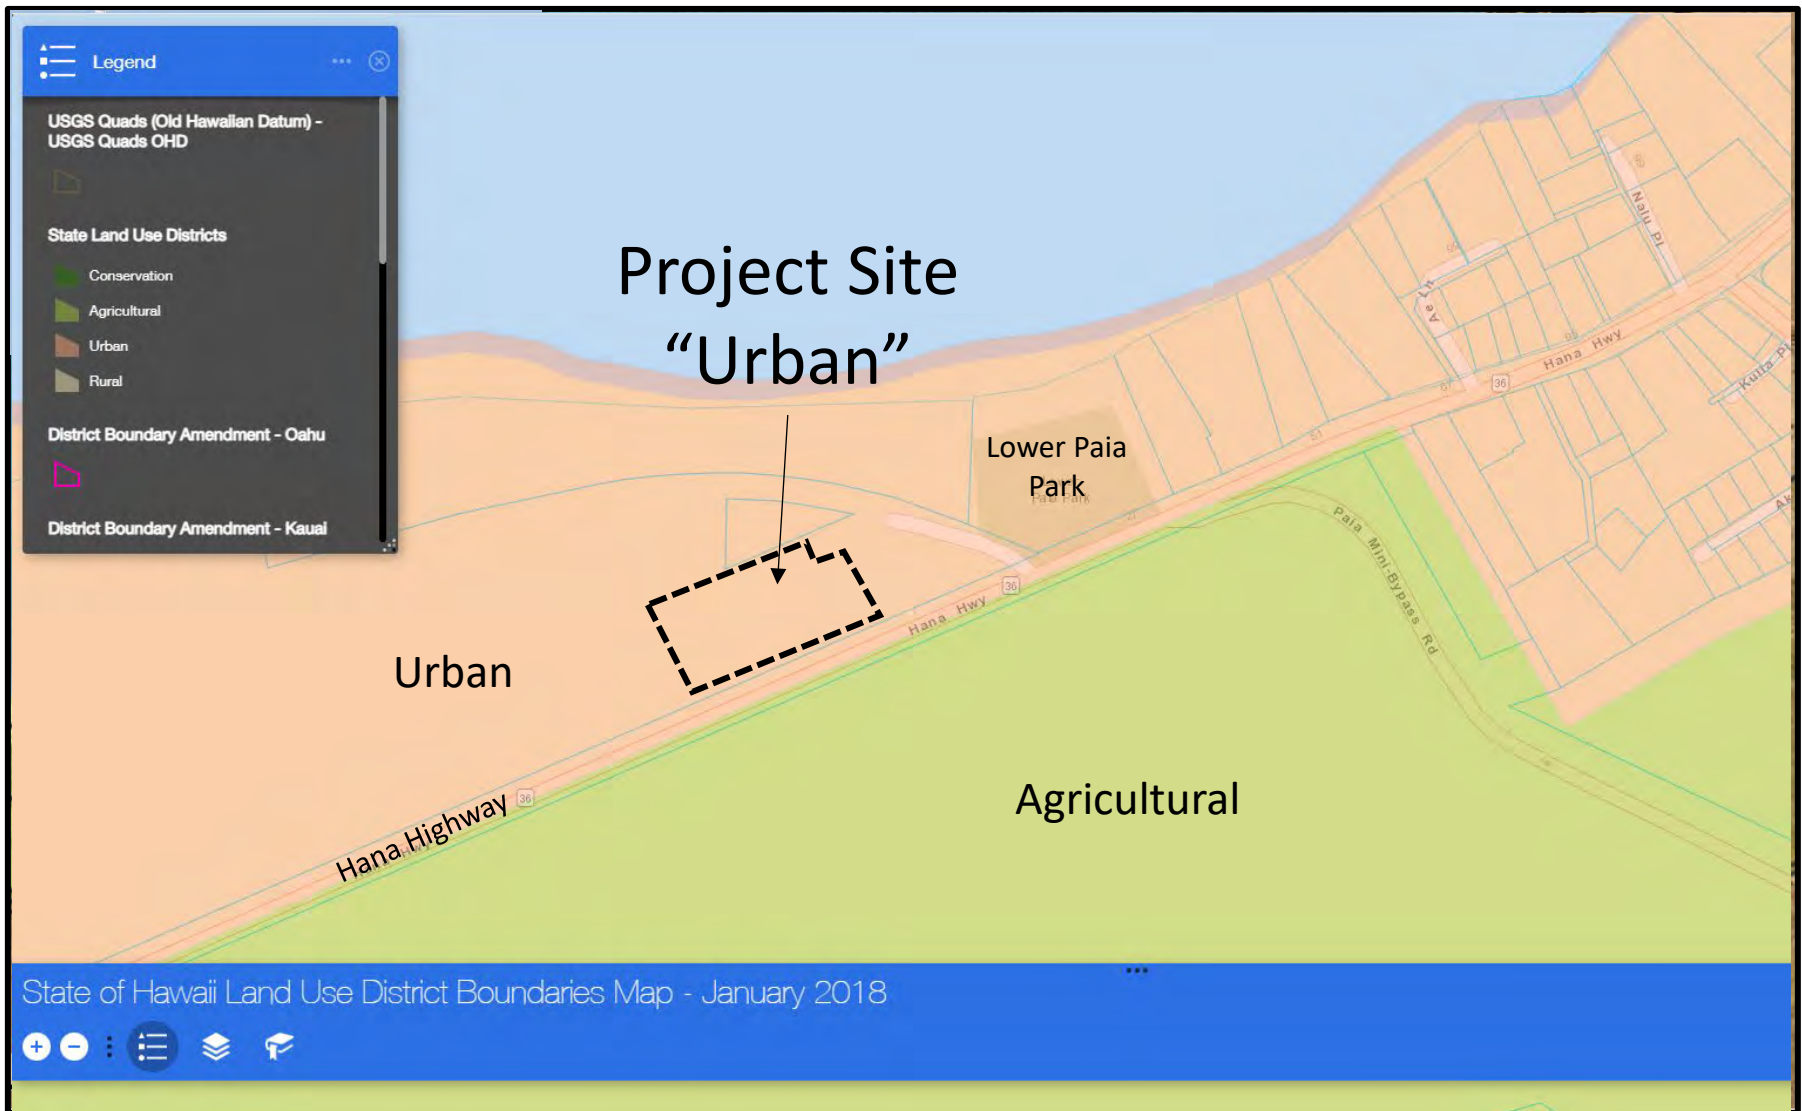 Legend
USGS Quads (Old Hawaiian Datum) -
USGS Quads OHD
State Land Use Districts
Conservation
Agricultural
Urban
Rural
District Boundary Amendment - Oahu
District Boundary Amendment - Kauai
Project Site
“Urban”
Lower Paia
Park
Paia Park
Nalu Pl
Ae Ln
Hana Hwy
36
Kulia Pl
Paia Mini-Bypass Rd
36
Hana Hwy
Urban
Agricultural
36
Hana Highway
State of Hawaii Land Use District Boundaries Map - January 2018